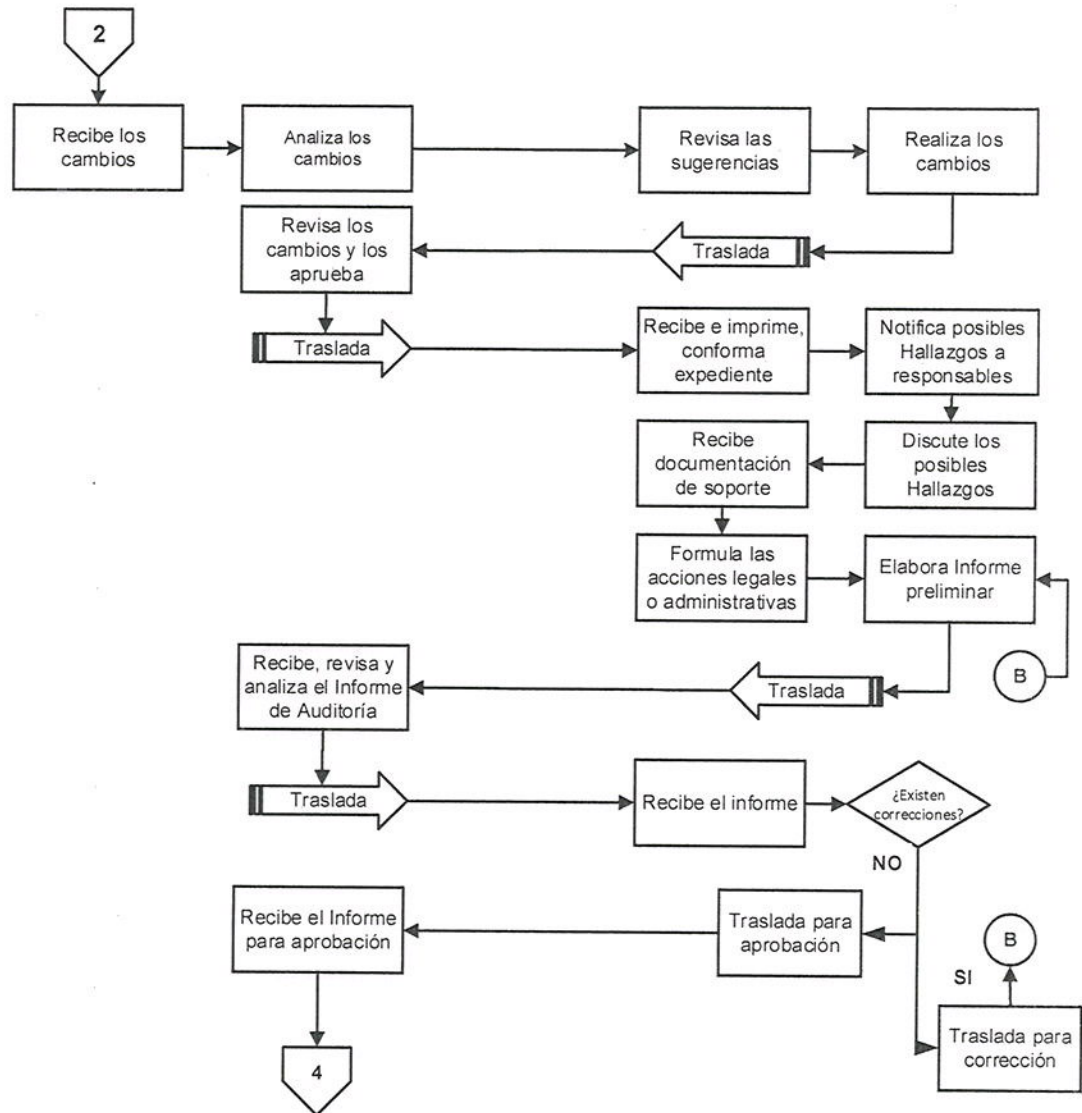 2
Recibe los
cambios
Analiza los
cambios
Revisa las
sugerencias
Realiza los
cambios
Revisa los
cambios y los
aprueba
Traslada
Traslada
Recibe e imprime,
conforma
expediente
Notifica posibles
Hallazgos a
responsables
Recibe
documentación
de soporte
Discute los
posibles
Hallazgos
Formula las
acciones legales
o administrativas
Elabora Informe
preliminar
B
Recibe, revisa y
analiza el Informe
de Auditoría
Traslada
Traslada
Recibe el informe
¿Existen
correcciones?
NO
Recibe el Informe
para aprobación
Traslada para
aprobación
B
SI
Traslada para
corrección
4